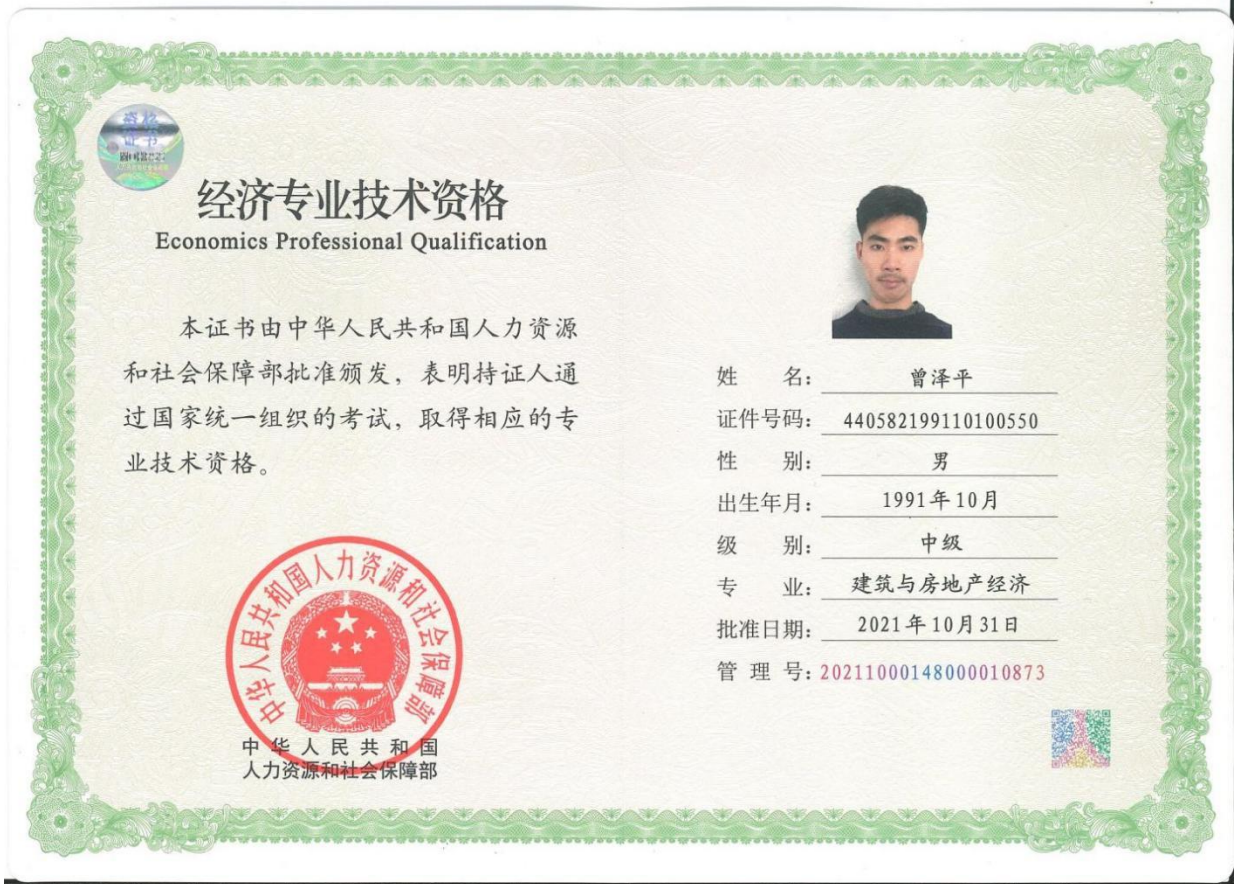 资格
证书
经济专业技术资格
Economics Professional Qualification
本证书由中华人民共和国人力资源
和社会保障部批准颁发，表明持证人通
过国家统一组织的考试，取得相应的专
业技术资格。
中华人民共和国人力资源和社会保障部
中华人民共和国
人力资源和社会保障部
姓 名：曾泽平
证件号码：440582199110100550
性 别：男
出生年月：1991年10月
级 别：中级
专 业：建筑与房地产经济
批准日期：2021年10月31日
管 理 号：20211000148000010873